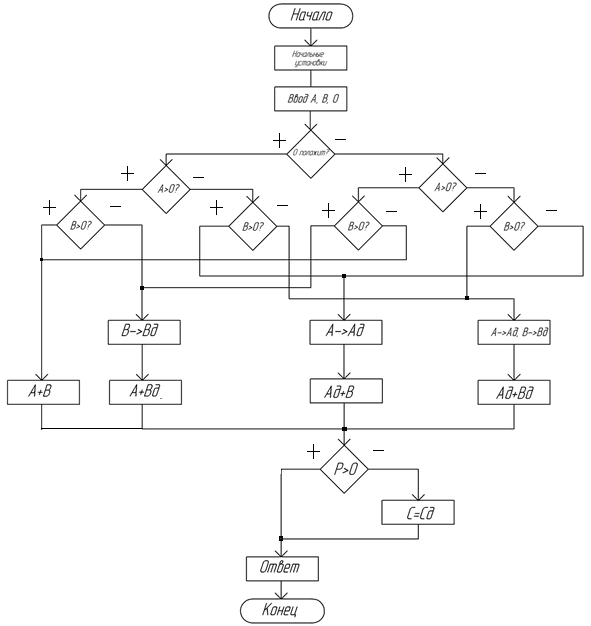 Начало
Начальные
установки
Ввод А, В, О
О положит?
+ –
А>0?
+ –
А>0?
+ –
В>0?
+ –
В>0?
+ –
В>0?
+ –
В>0?
+ –
В–>Вд
А–>Ад
А–>Ад, В–>Вд
А+В
А+Вд
Ад+В
Ад+Вд
Р>0
+ –
С=Сд
Ответ
Конец